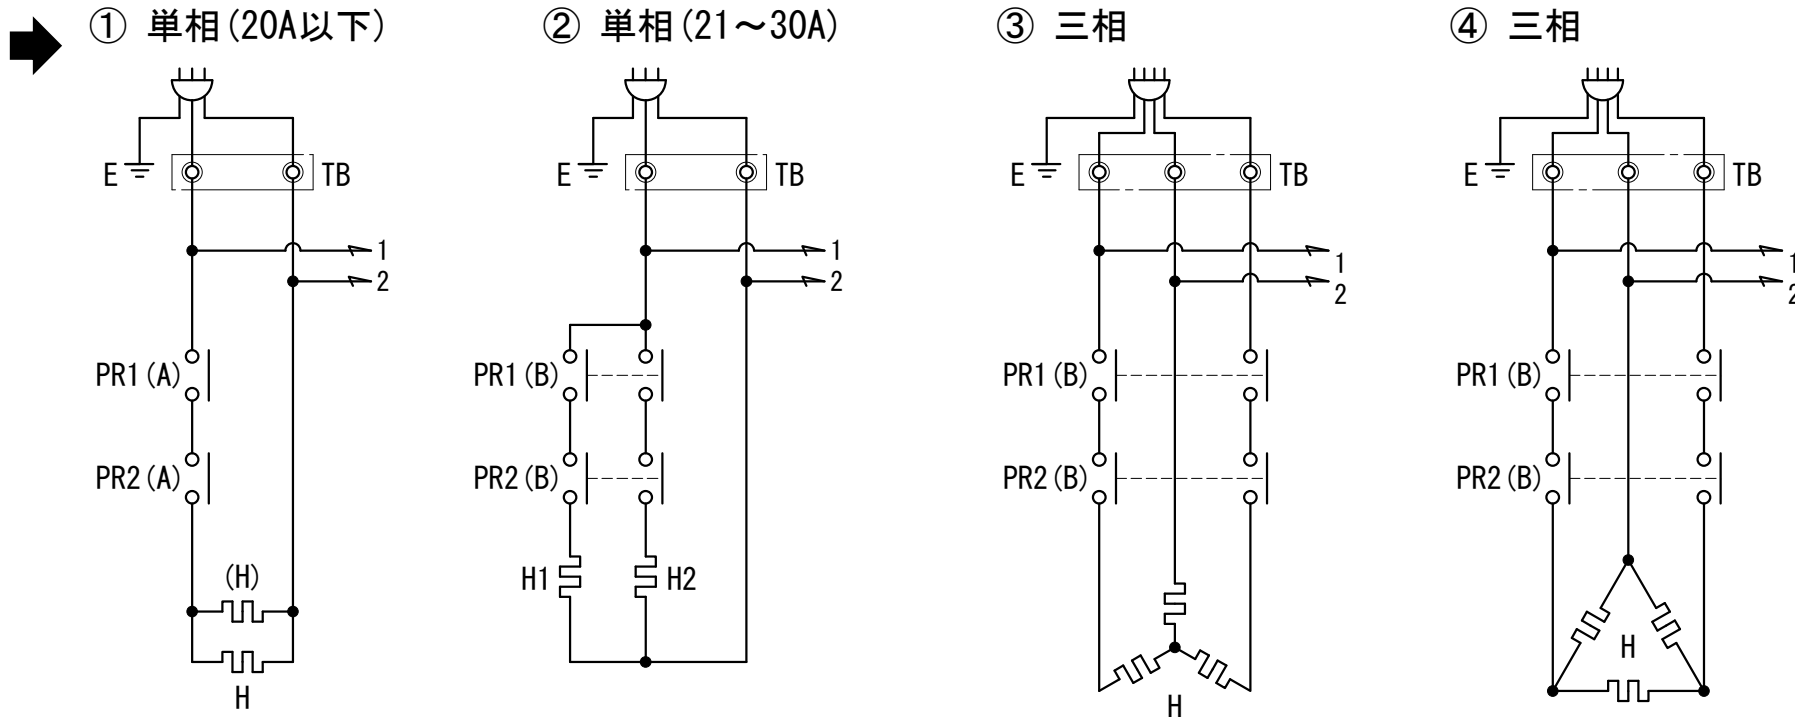 ① 単相(20A以下)
② 単相(21～30A)
③ 三相
④ 三相
E
TB
E
TB
E
TB
E
TB
1
2
1
2
1
2
1
2
PR1(A)
PR1(B)
PR1(B)
PR1(B)
PR2(A)
PR2(B)
PR2(B)
PR2(B)
(H)
H
H1
H2
H
H